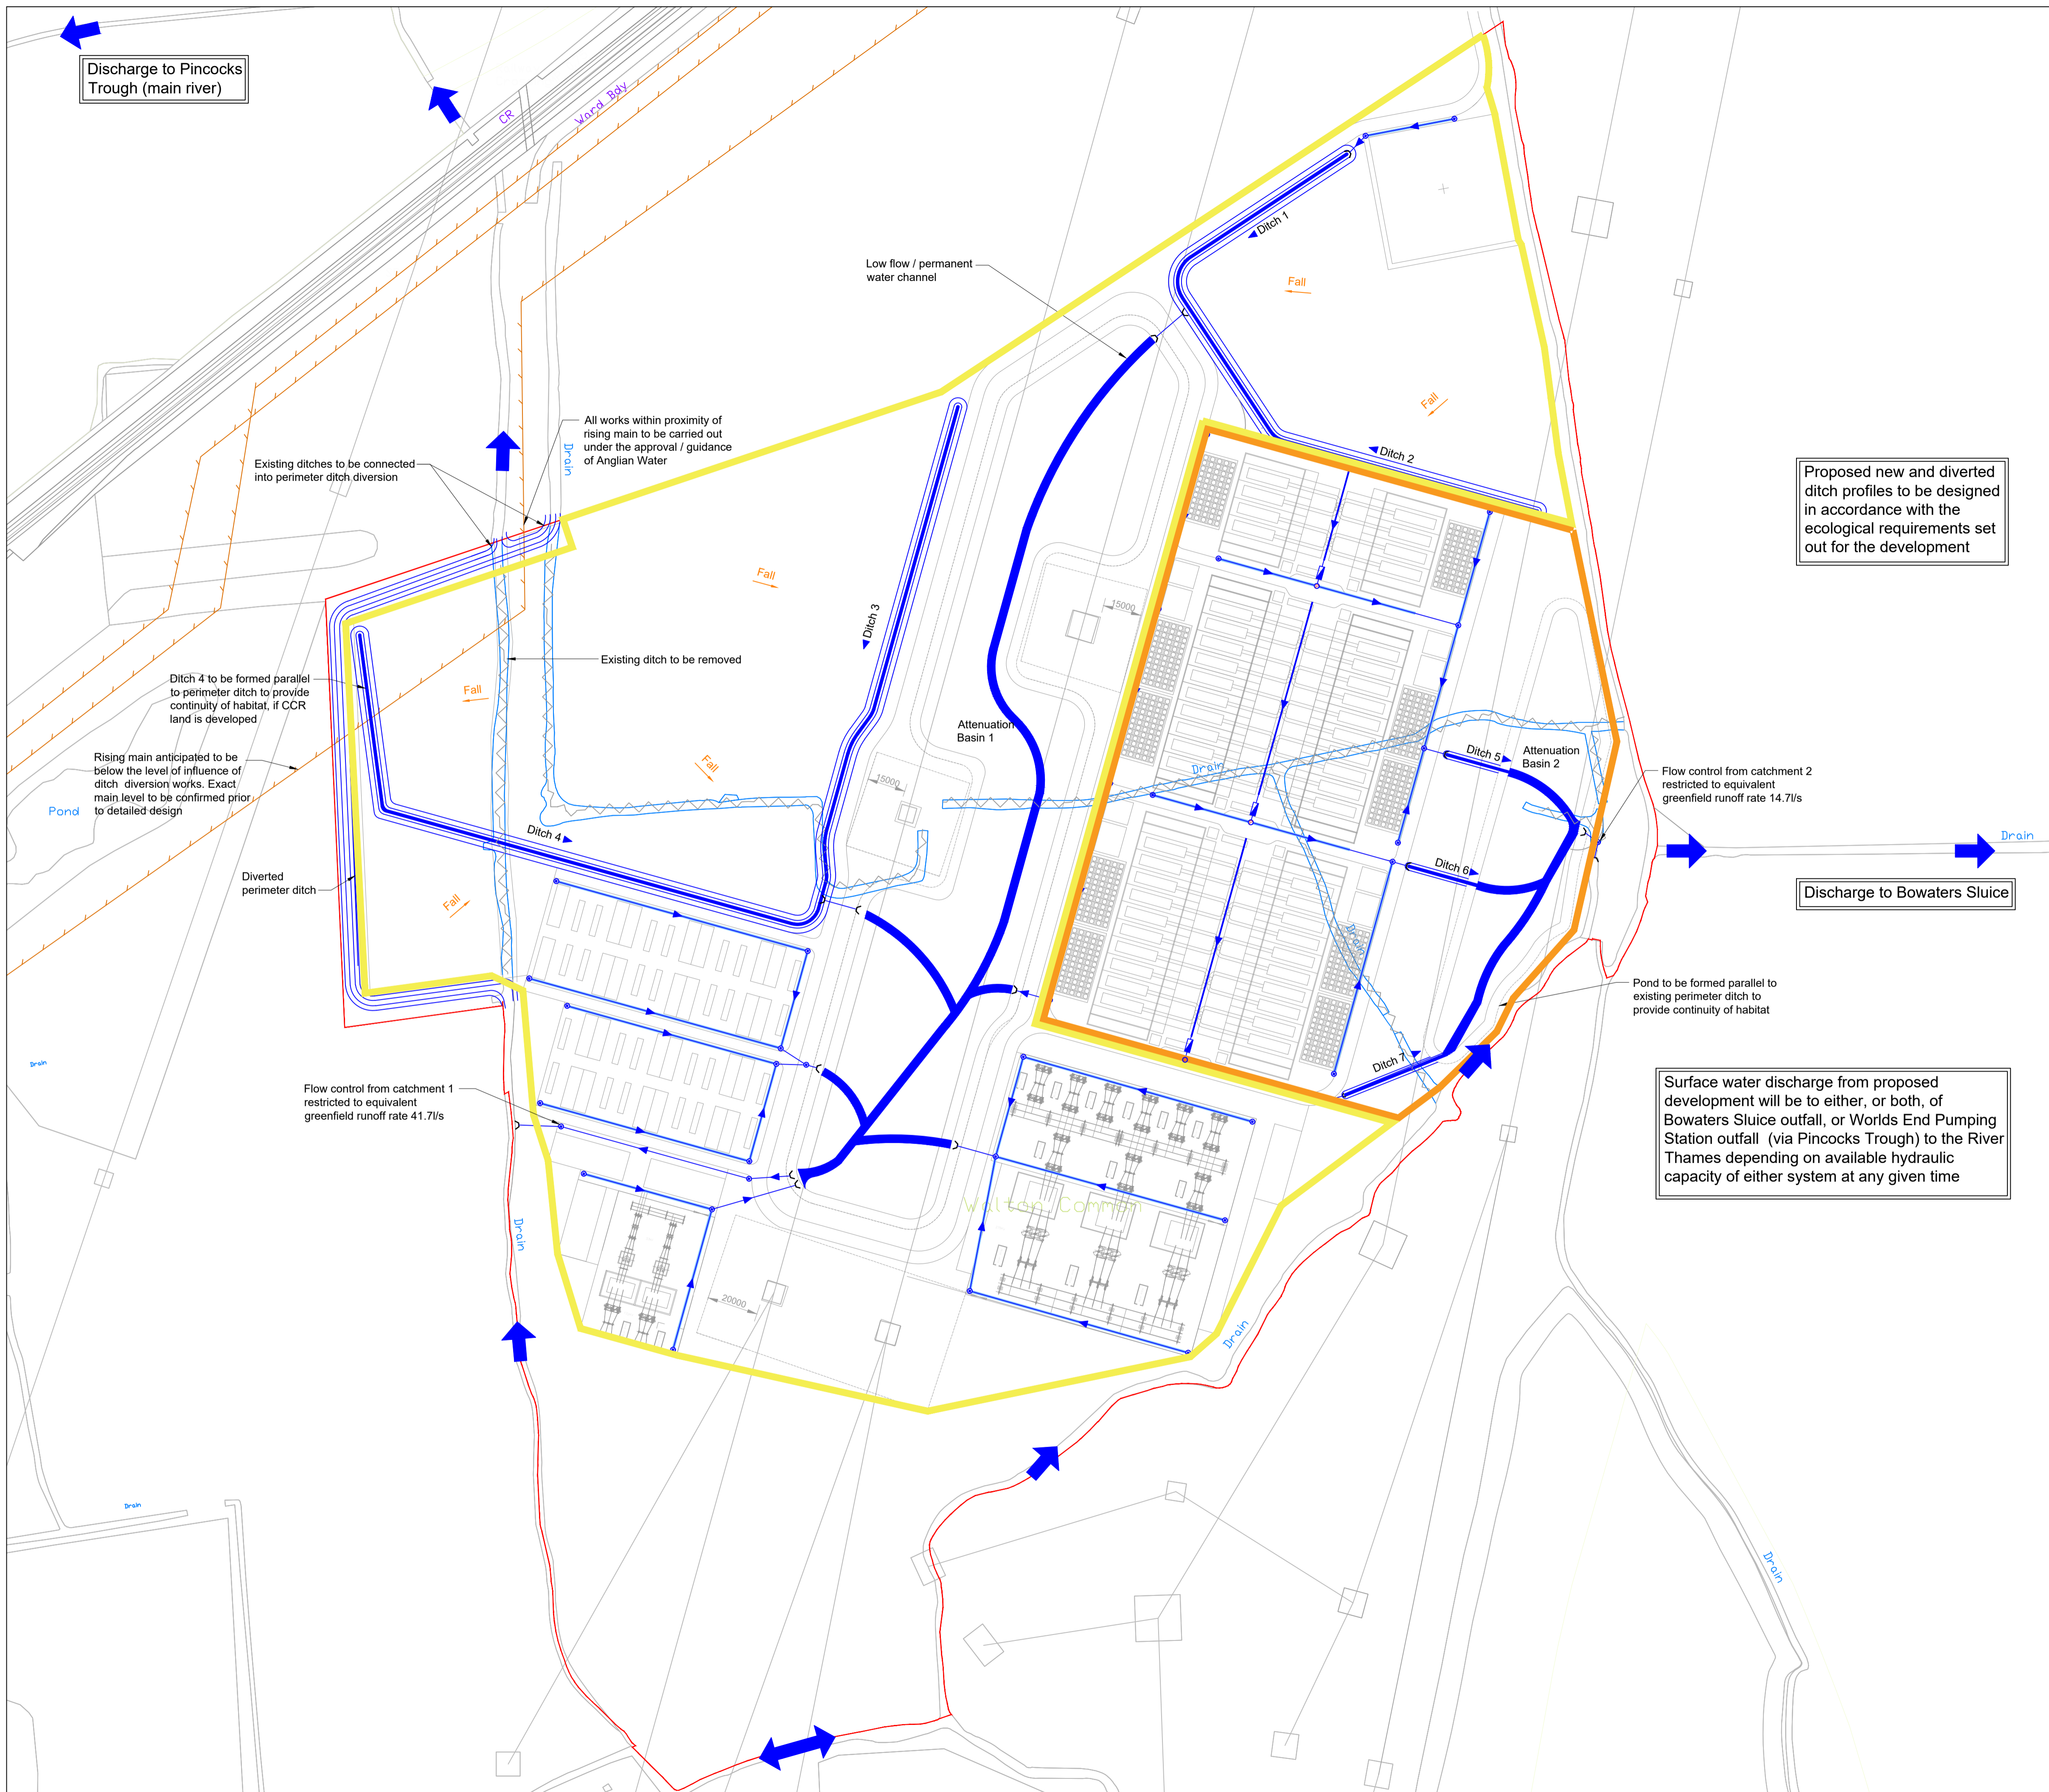 Discharge to Pincocks
Trough (main river)
CR
Ward Bdy
Ditch 1
Low flow / permanent
water channel
Fall
Fall
All works within proximity of
rising main to be carried out
under the approval / guidance
of Anglian Water
Drain
Existing ditches to be connected
into perimeter ditch diversion
Ditch 2
Proposed new and diverted
ditch profiles to be designed
in accordance with the
ecological requirements set
out for the development
Fall
15000
Ditch 3
Existing ditch to be removed
Ditch 4 to be formed parallel
to perimeter ditch to provide
continuity of habitat, if CCR
land is developed
Fall
Attenuation
Basin 1
Ditch 5
Attenuation
Basin 2
Rising main anticipated to be
below the level of influence of
ditch diversion works. Exact
main level to be confirmed prior
to detailed design
Fall
15000
Drain
Flow control from catchment 2
restricted to equivalent
greenfield runoff rate 14.7l/s
Pond
Ditch 4
Drain
Ditch 6
Discharge to Bowaters Sluice
Diverted
perimeter ditch
Fall
Drain
Pond to be formed parallel to
existing perimeter ditch to
provide continuity of habitat
Drain
Ditch 7
Flow control from catchment 1
restricted to equivalent
greenfield runoff rate 41.7l/s
Surface water discharge from proposed
development will be to either, or both, of
Bowaters Sluice outfall, or Worlds End Pumping
Station outfall (via Pincocks Trough) to the River
Thames depending on available hydraulic
capacity of either system at any given time
Walton Common
Drain
20000
Drain
Drain
Drain